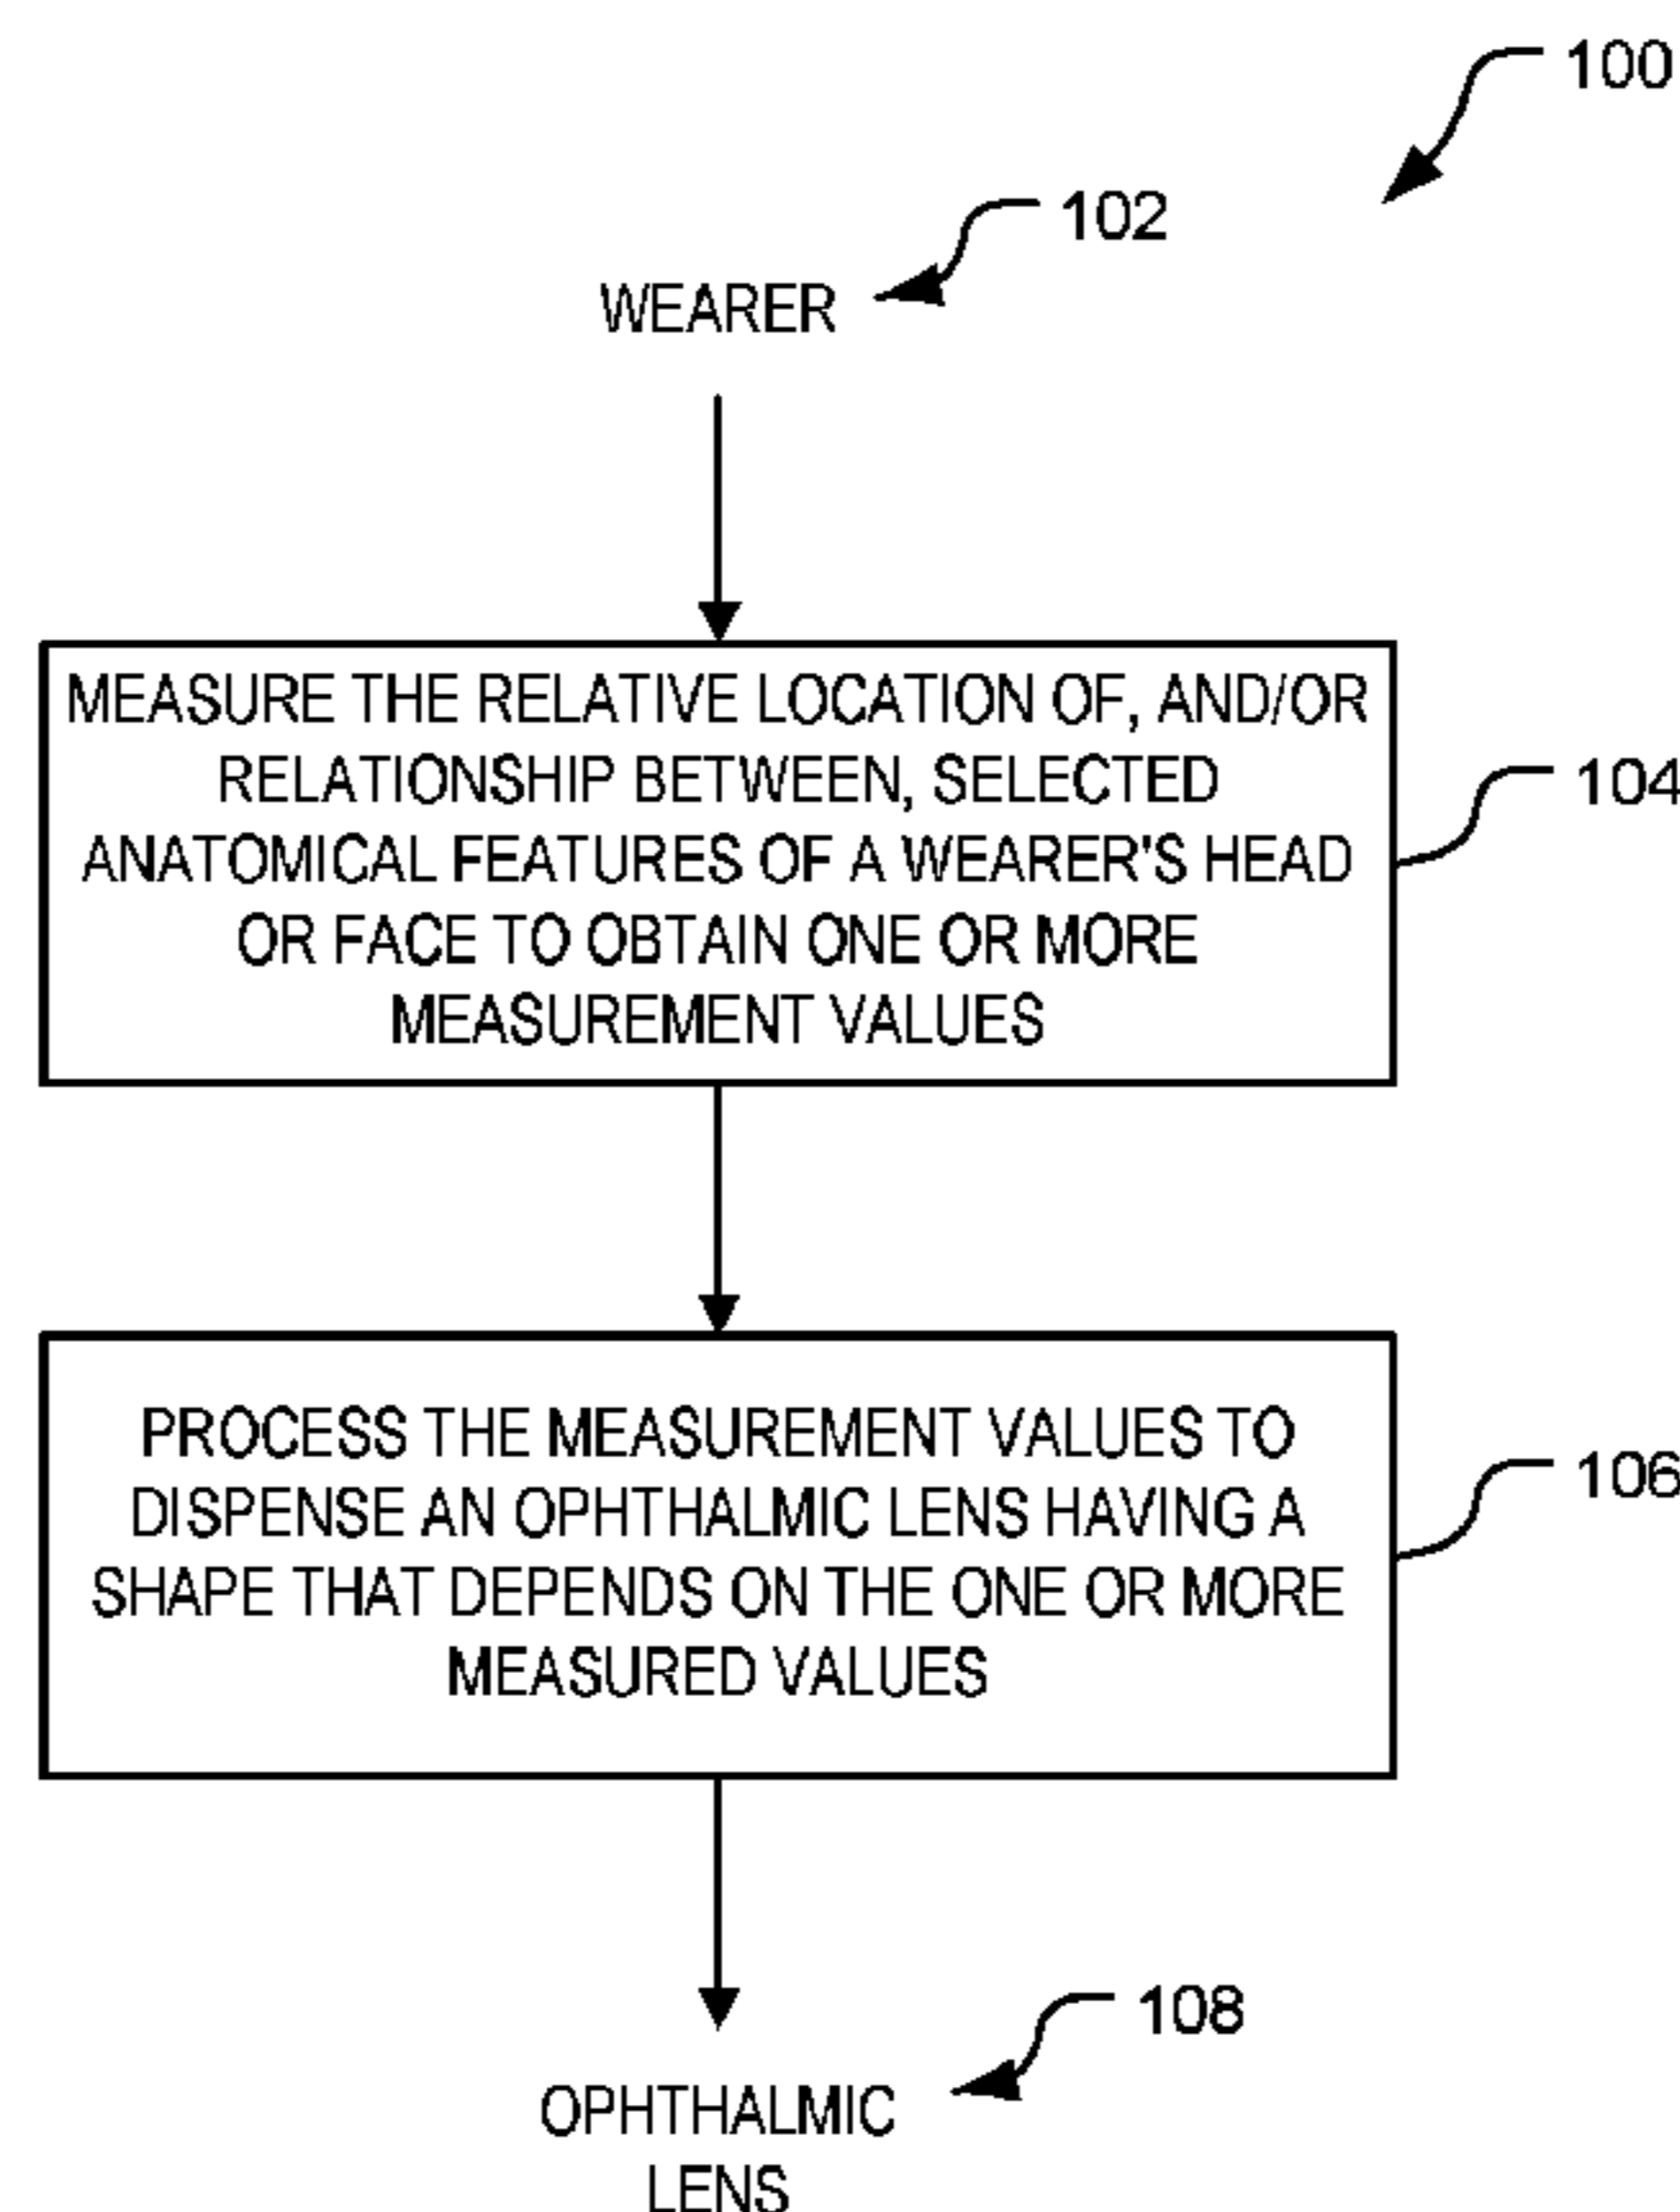 100
102
WEARER
MEASURE THE RELATIVE LOCATION OF, AND/OR
RELATIONSHIP BETWEEN, SELECTED
ANATOMICAL FEATURES OF A WEARER'S HEAD
OR FACE TO OBTAIN ONE OR MORE
MEASUREMENT VALUES
104
PROCESS THE MEASUREMENT VALUES TO
DISPENSE AN OPHTHALMIC LENS HAVING A
SHAPE THAT DEPENDS ON THE ONE OR MORE
MEASURED VALUES
106
108
OPHTHALMIC
LENS